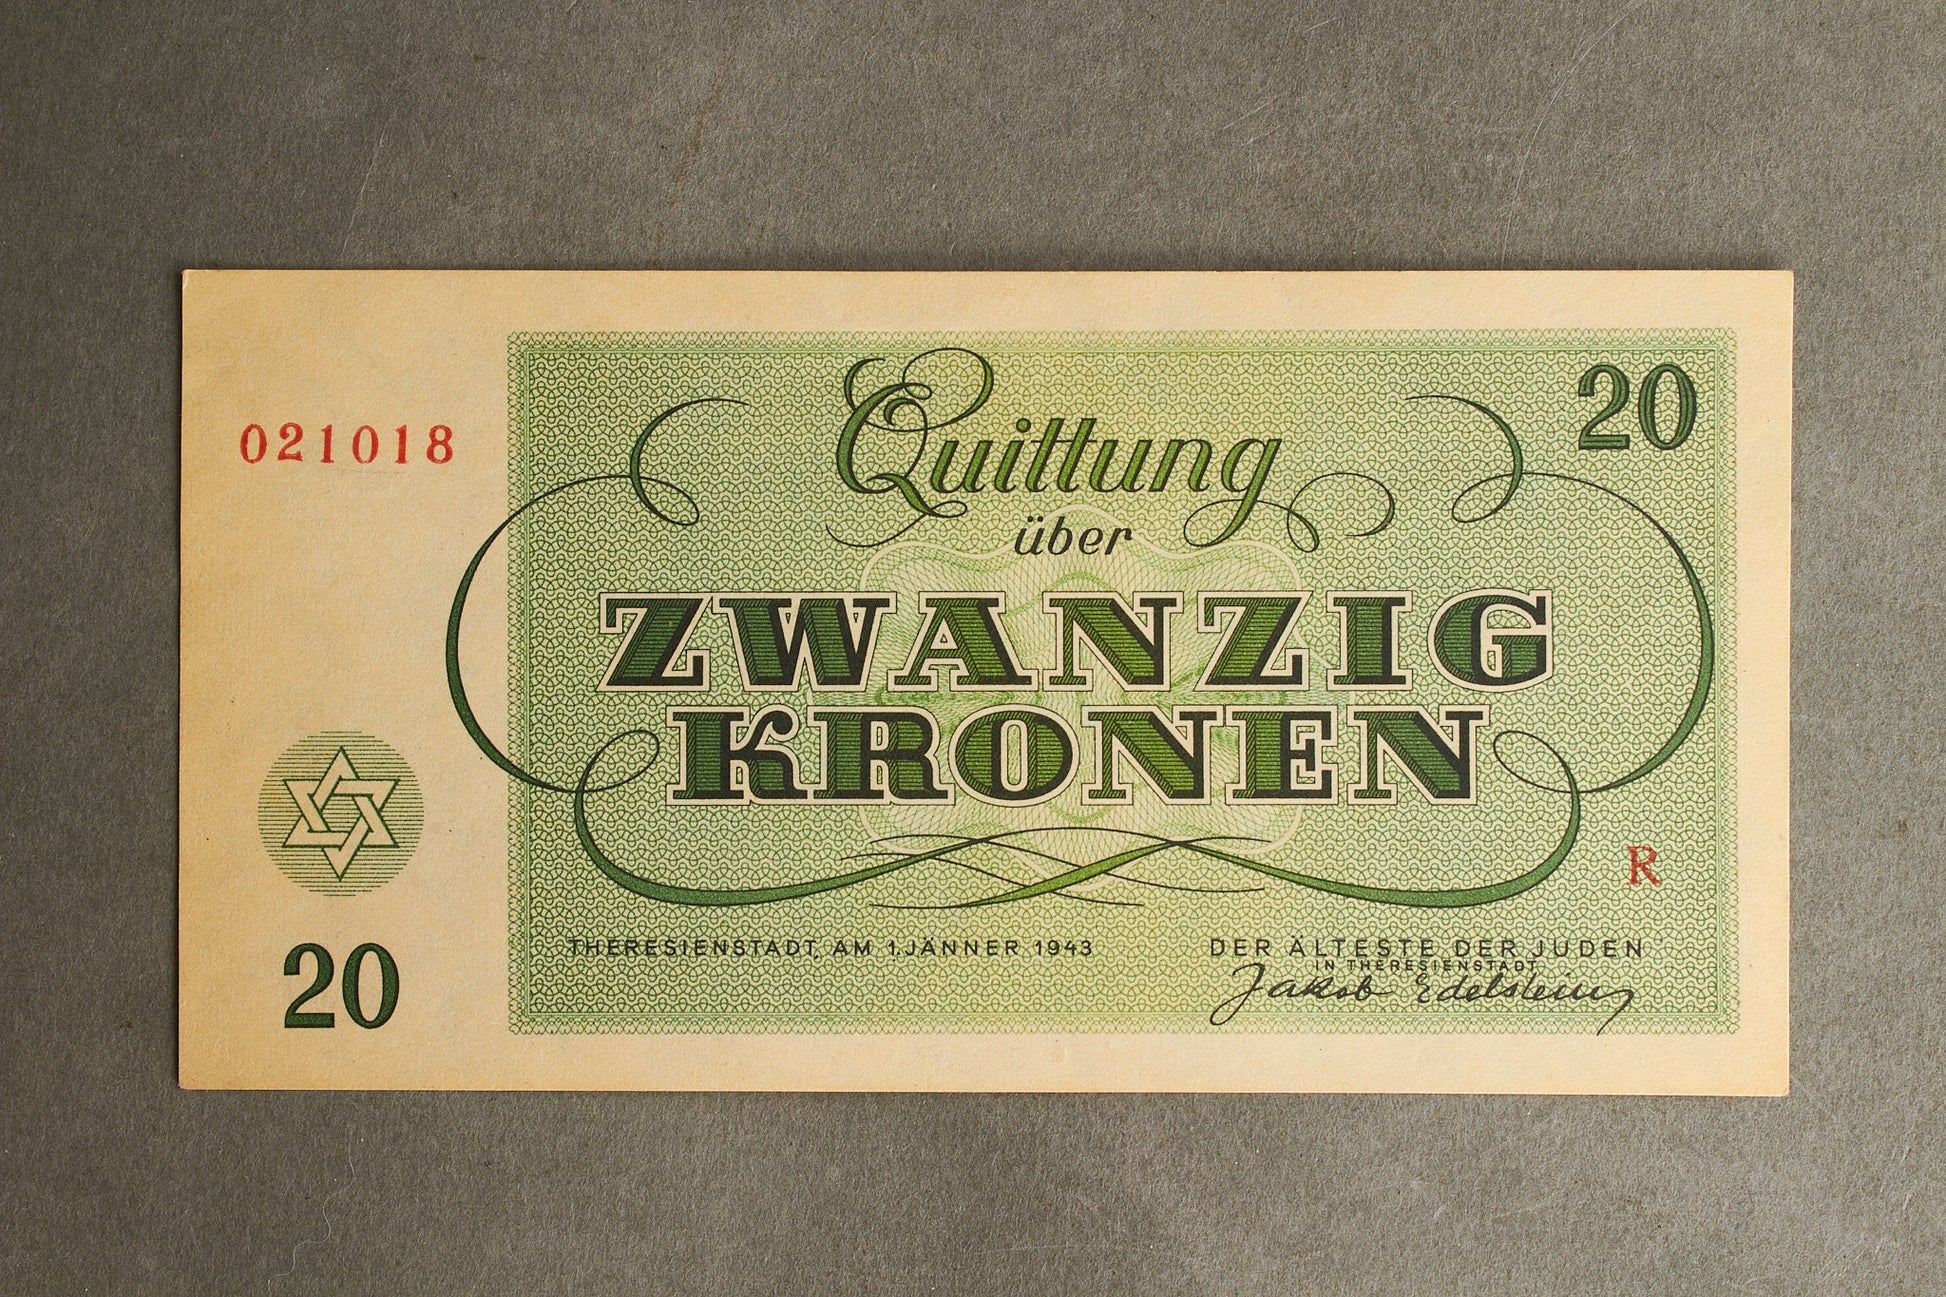 20
021018
Quittung
über
ZWANZIG
KRONEN
R
20
THERESIENSTADT, AM 1. JÄNNER 1943
DER ÄLTESTE DER JUDEN
IN THERESIENSTADT
Jakob Edelstein